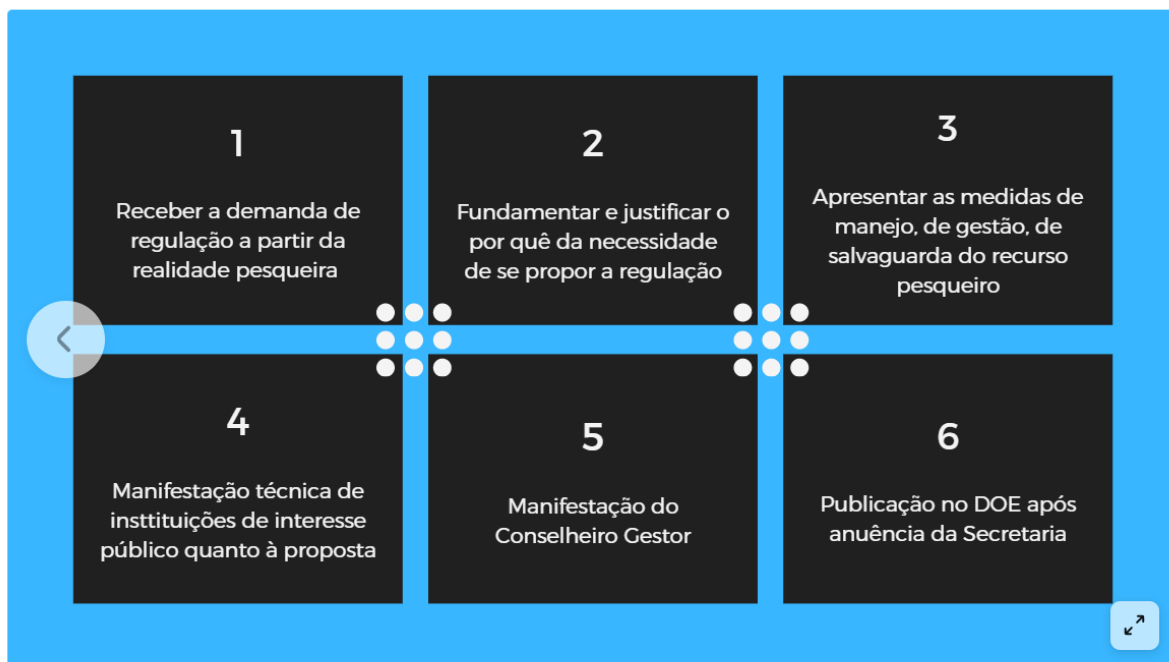 1
Receber a demanda de
regulação a partir da
realidade pesqueira
2
Fundamentar e justificar o
por quê da necessidade
de se propor a regulação
3
Apresentar as medidas de
manejo, de gestão, de
salvaguarda do recurso
pesqueiro
4
Manifestação técnica de
insttituições de interesse
público quanto à proposta
5
Manifestação do
Conselheiro Gestor
6
Publicação no DOE após
anuência da Secretaria